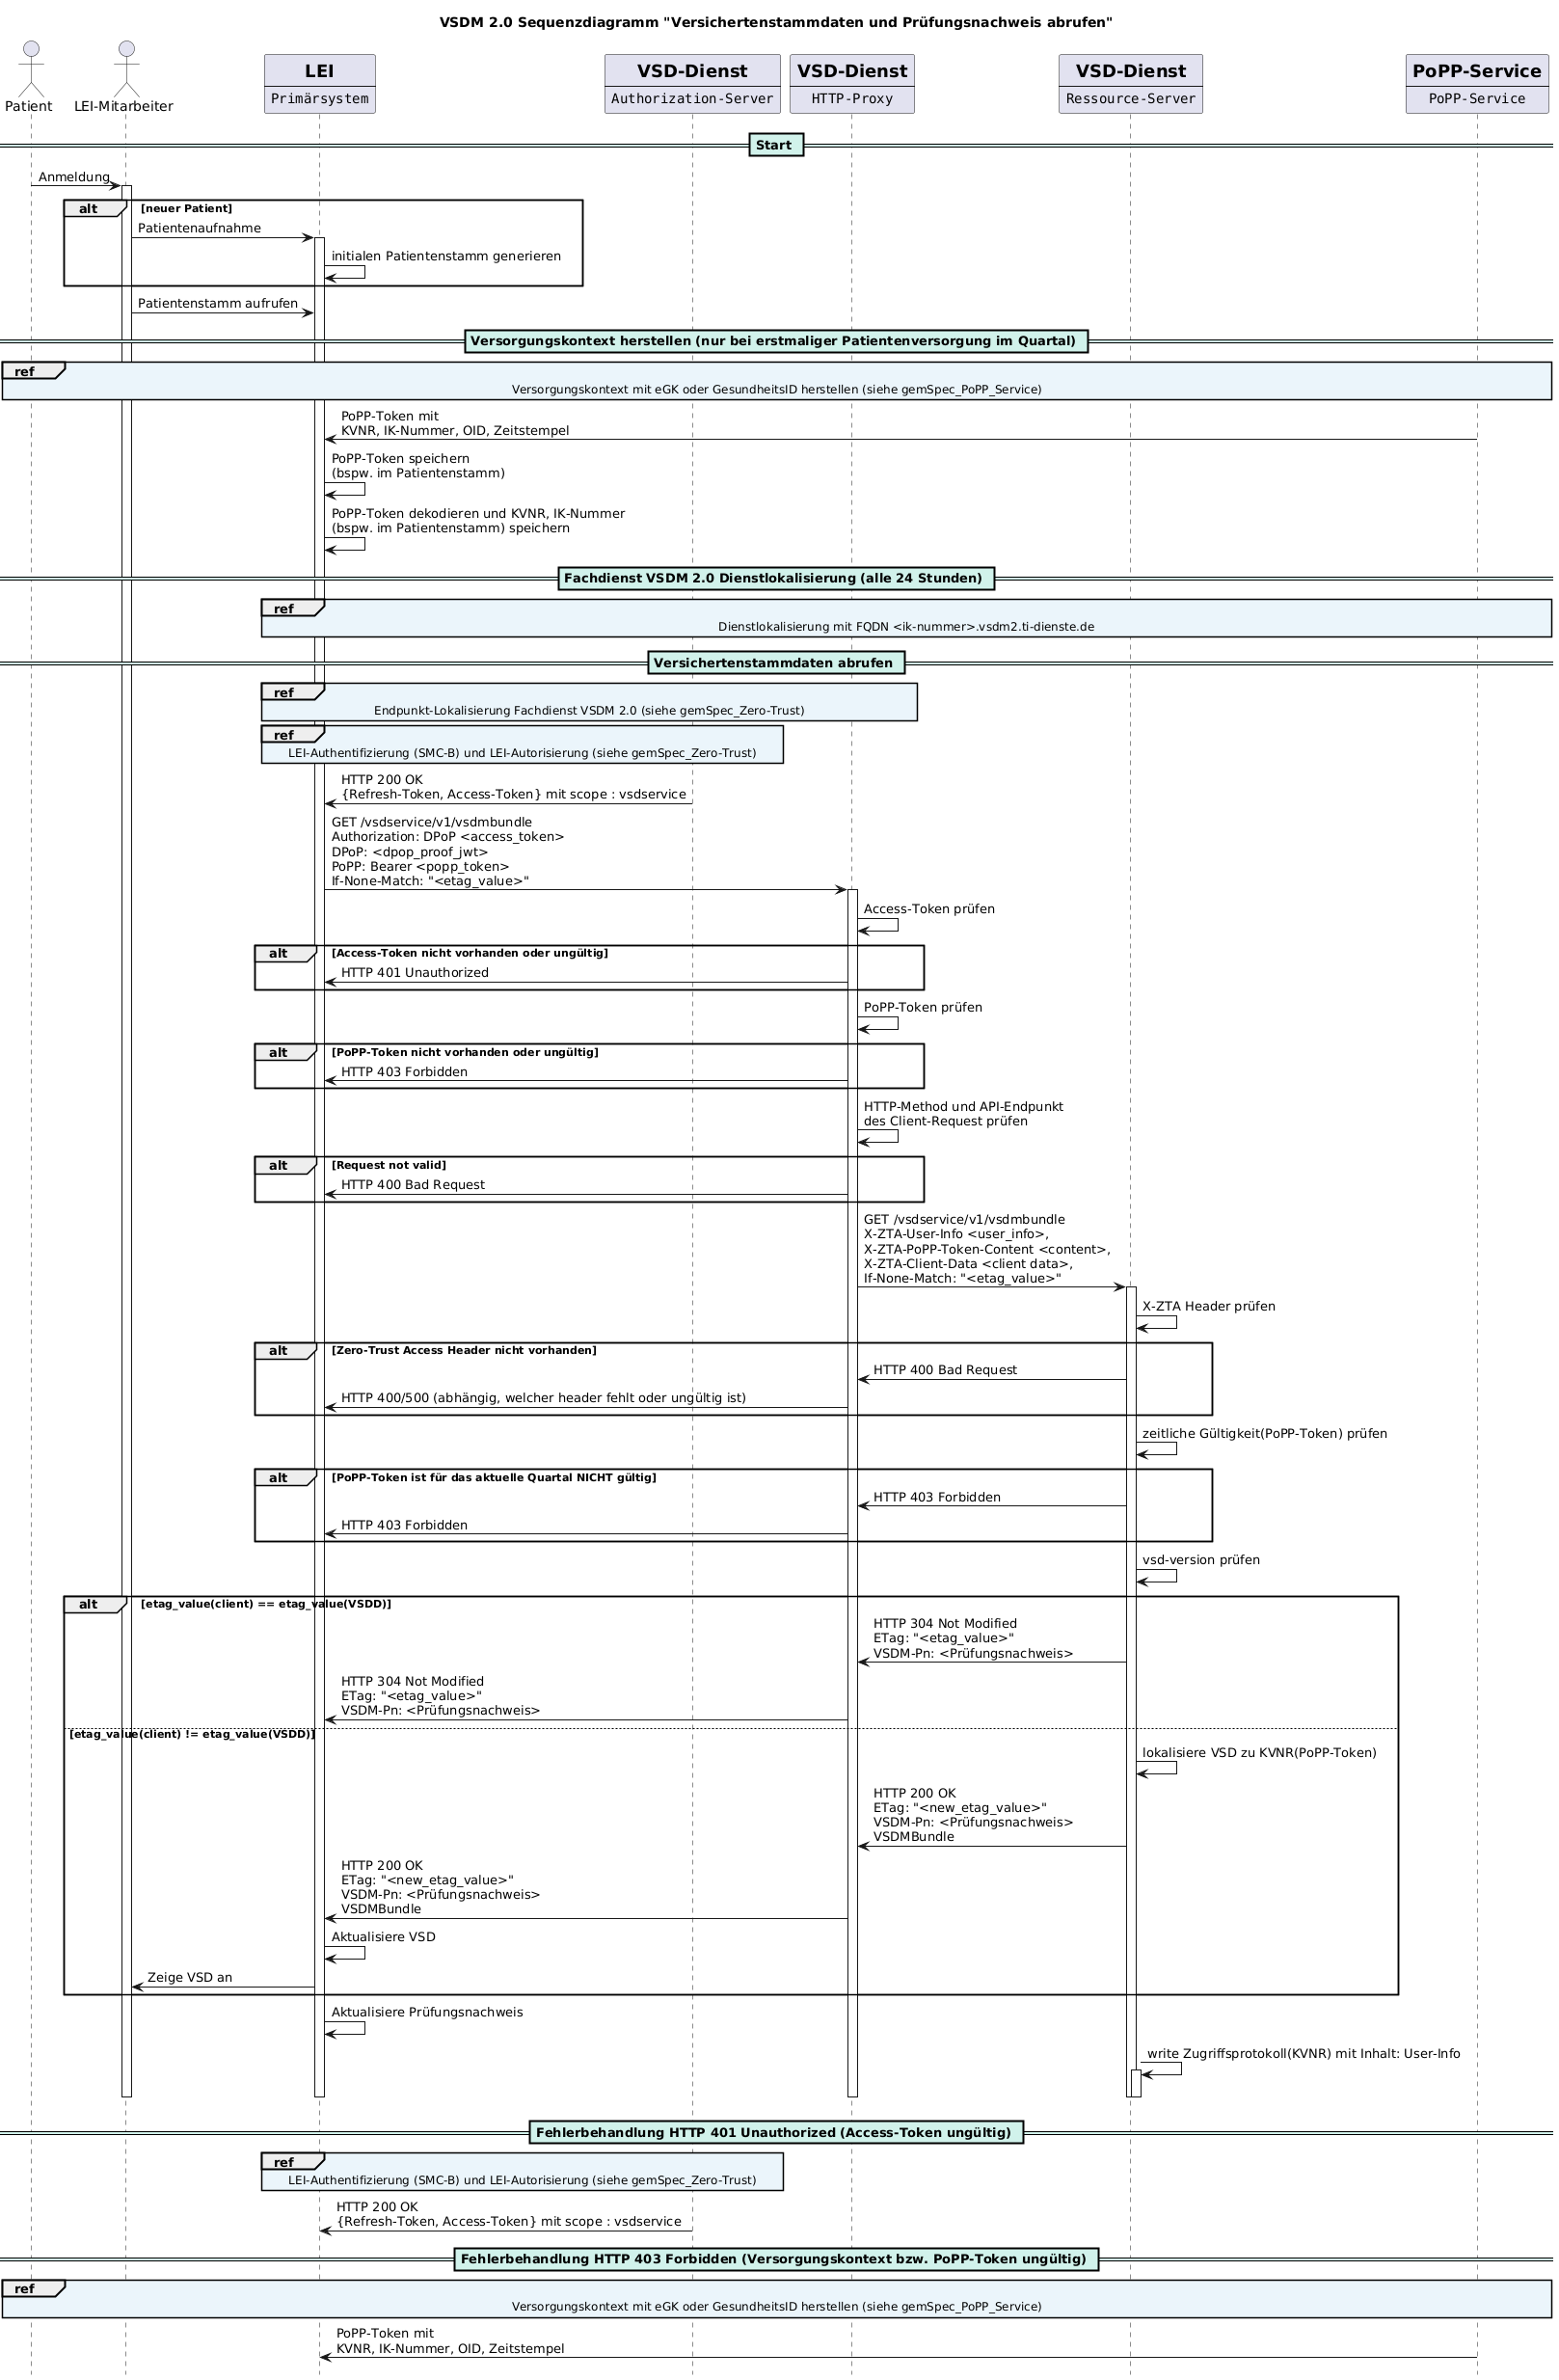 VSDM 2.0 Sequenzdiagramm "Versichertenstammdaten und Prüfungsnachweis abrufen"
Patient
LEI-Mitarbeiter
LEI
Primärsystem
VSD-Dienst
Authorization-Server
VSD-Dienst
HTTP-Proxy
VSD-Dienst
Ressource-Server
PoPP-Service
PoPP-Service
Start
Anmeldung
alt [neuer Patient]
Patientenaufnahme
initialen Patientenstamm generieren
Patientenstamm aufrufen
Versorgungskontext herstellen (nur bei erstmaliger Patientenversorgung im Quartal)
ref
Versorgungskontext mit eGK oder GesundheitsID herstellen (siehe gemSpec_PoPP_Service)
PoPP-Token mit
KVNR, IK-Nummer, OID, Zeitstempel
PoPP-Token speichern
(bspw. im Patientenstamm)
PoPP-Token dekodieren und KVNR, IK-Nummer
(bspw. im Patientenstamm) speichern
Fachdienst VSDM 2.0 Dienstlokalisierung (alle 24 Stunden)
ref
Dienstlokalisierung mit FQDN <ik-nummer>.vsdm2.ti-dienste.de
Versichertenstammdaten abrufen
ref
Endpunkt-Lokalisierung Fachdienst VSDM 2.0 (siehe gemSpec_Zero-Trust)
ref
LEI-Authentifizierung (SMC-B) und LEI-Autorisierung (siehe gemSpec_Zero-Trust)
HTTP 200 OK
{Refresh-Token, Access-Token} mit scope : vsdservice
GET /vsdservice/v1/vsdmbundle
Authorization: DPoP <access_token>
DPoP: <dpop_proof_jwt>
PoPP: Bearer <popp_token>
If-None-Match: "<etag_value>"
Access-Token prüfen
alt [Access-Token nicht vorhanden oder ungültig]
HTTP 401 Unauthorized
PoPP-Token prüfen
alt [PoPP-Token nicht vorhanden oder ungültig]
HTTP 403 Forbidden
HTTP-Method und API-Endpunkt
des Client-Request prüfen
alt [Request not valid]
HTTP 400 Bad Request
GET /vsdservice/v1/vsdmbundle
X-ZTA-User-Info <user_info>,
X-ZTA-PoPP-Token-Content <content>,
X-ZTA-Client-Data <client data>,
If-None-Match: "<etag_value>"
X-ZTA Header prüfen
alt [Zero-Trust Access Header nicht vorhanden]
HTTP 400 Bad Request
HTTP 400/500 (abhängig, welcher header fehlt oder ungültig ist)
zeitliche Gültigkeit(PoPP-Token) prüfen
alt [PoPP-Token ist für das aktuelle Quartal NICHT gültig]
HTTP 403 Forbidden
HTTP 403 Forbidden
vsd-version prüfen
alt [etag_value(client) == etag_value(VSDD)]
HTTP 304 Not Modified
ETag: "<etag_value>"
VSDM-Pn: <Prüfungsnachweis>
HTTP 304 Not Modified
ETag: "<etag_value>"
VSDM-Pn: <Prüfungsnachweis>
[etag_value(client) != etag_value(VSDD)]
lokalisiere VSD zu KVNR(PoPP-Token)
HTTP 200 OK
ETag: "<new_etag_value>"
VSDM-Pn: <Prüfungsnachweis>
VSDMBundle
HTTP 200 OK
ETag: "<new_etag_value>"
VSDM-Pn: <Prüfungsnachweis>
VSDMBundle
Aktualisiere VSD
Zeige VSD an
Aktualisiere Prüfungsnachweis
write Zugriffsprotokoll(KVNR) mit Inhalt: User-Info
Fehlerbehandlung HTTP 401 Unauthorized (Access-Token ungültig)
ref
LEI-Authentifizierung (SMC-B) und LEI-Autorisierung (siehe gemSpec_Zero-Trust)
HTTP 200 OK
{Refresh-Token, Access-Token} mit scope : vsdservice
Fehlerbehandlung HTTP 403 Forbidden (Versorgungskontext bzw. PoPP-Token ungültig)
ref
Versorgungskontext mit eGK oder GesundheitsID herstellen (siehe gemSpec_PoPP_Service)
PoPP-Token mit
KVNR, IK-Nummer, OID, Zeitstempel